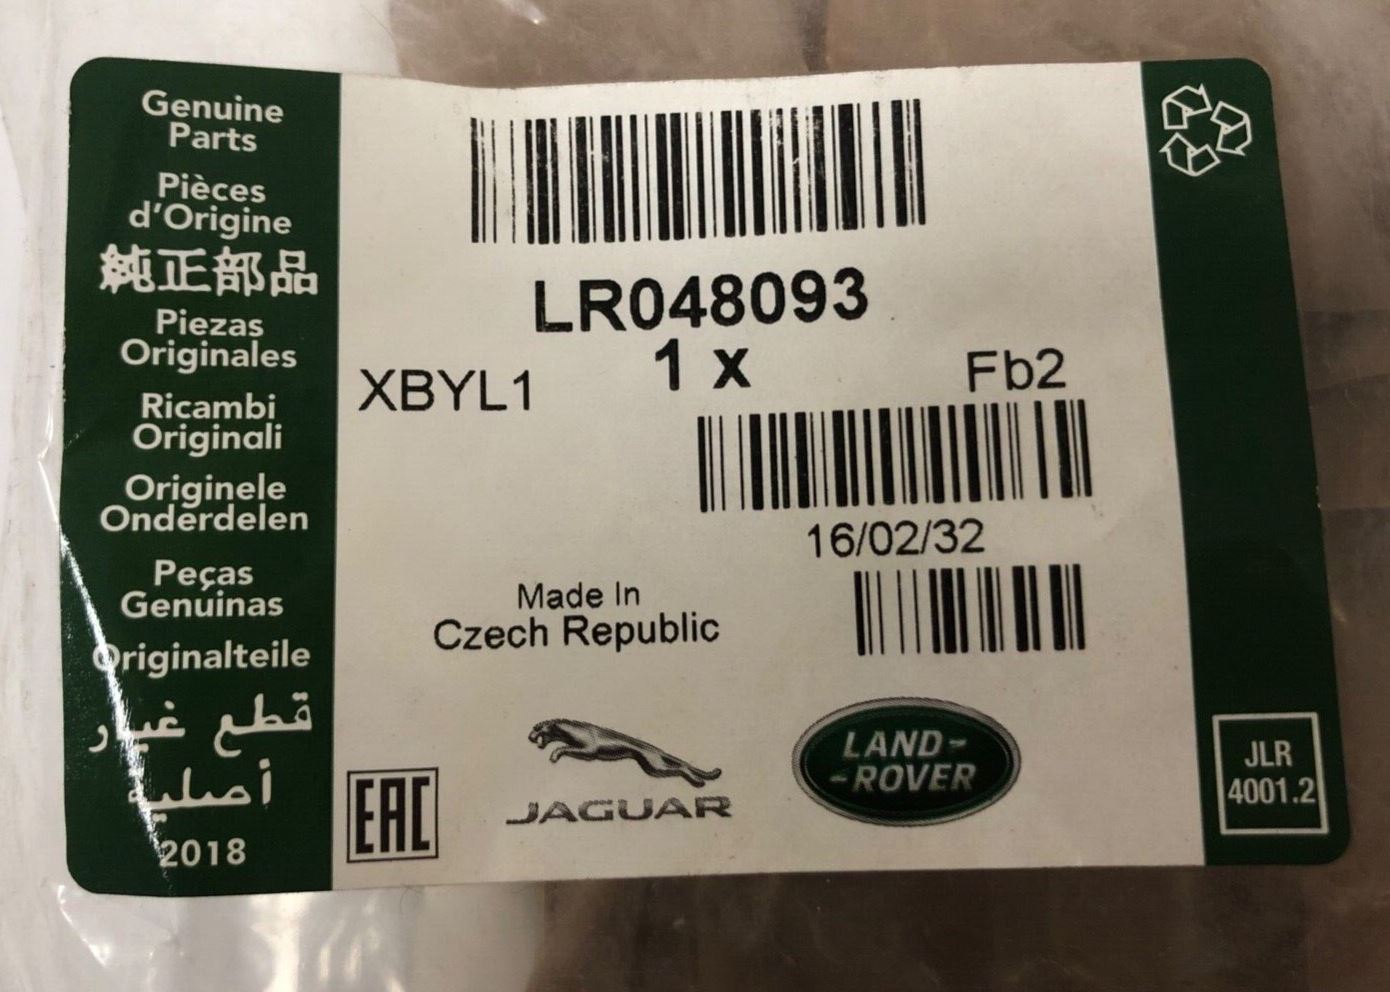 Genuine
Parts
Pièces
d'Origine
純正部品
Piezas
Originales
Ricambi
Originali
Originele
Onderdelen
Peças
Genuinas
Originalteile
قطع غيار
أصلية
2018
LR048093
1 x
XBYL1
Fb2
16/02/32
Made In
Czech Republic
EAC
JAGUAR
LAND-
-ROVER
JLR
4001.2